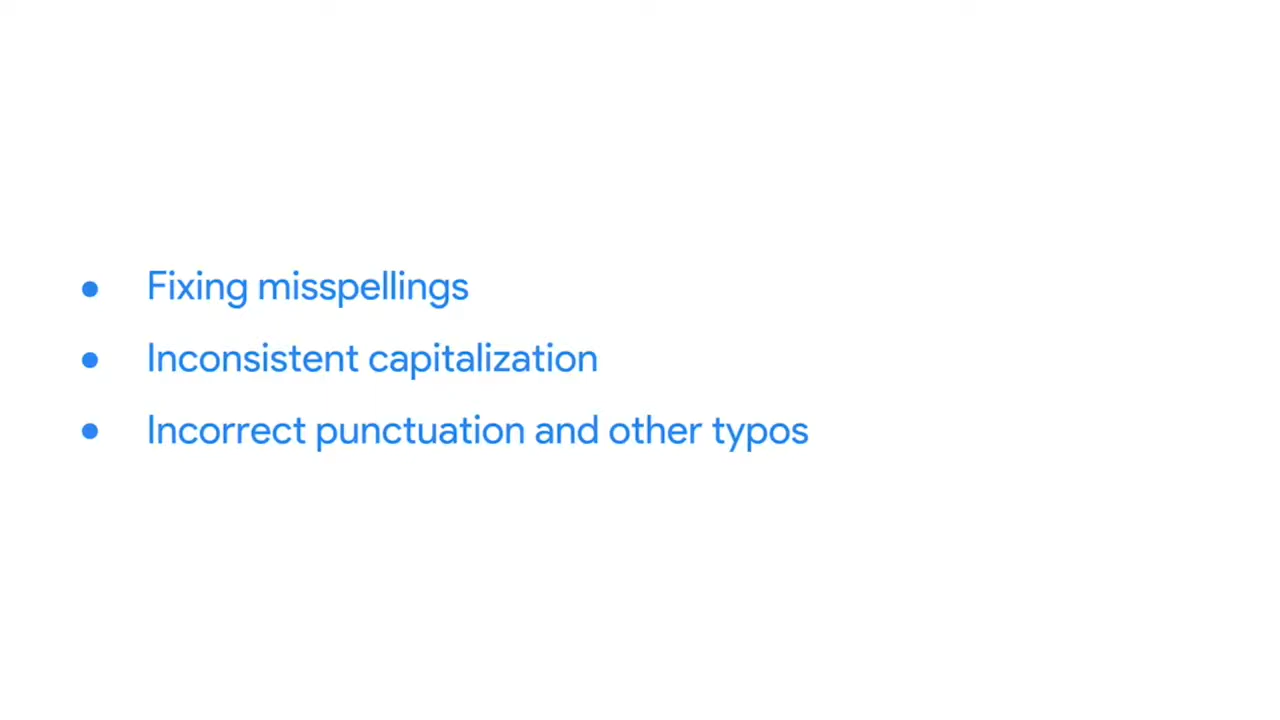 ● Fixing misspellings
● Inconsistent capitalization
● Incorrect punctuation and other typos